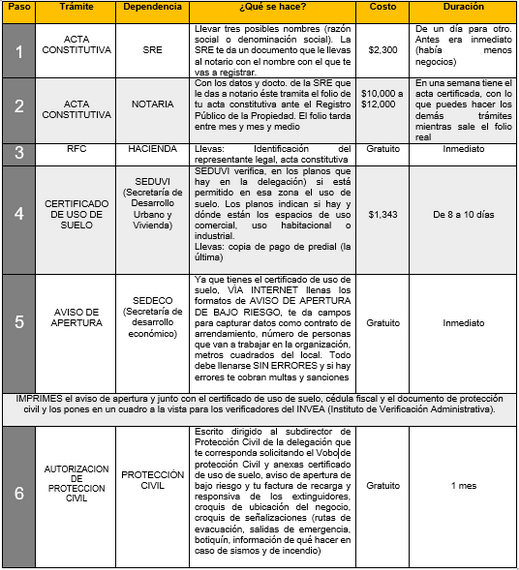 Paso Trámite Dependencia ¿Qué se hace? Costo Duración
1
ACTA
CONSTITUTIVA
SRE
Llevar tres posibles nombres (razón
social o denominación social). La
SRE te da un documento que le llevas
al notario con el nombre con el que te
vas a registrar.
$2,300
De un día para otro.
Antes era inmediato
(había menos
negocios)
2
ACTA
CONSTITUTIVA
NOTARIA
Con los datos y docto. de la SRE que
le das a notario éste tramita el folio de
tu acta constitutiva ante el Registro
Público de la Propiedad. El folio tarda
entre mes y mes y medio
$10,000 a
$12,000
En una semana tiene el
acta certificada, con lo
que puedes hacer los
demás trámites
mientras sale el folio
real
3
RFC
HACIENDA
Llevas: Identificación del
representante legal, acta constitutiva
Gratuito
Inmediato
4
CERTIFICADO
DE USO DE
SUELO
SEDUVI
(Secretaría de
Desarrollo
Urbano y
Vivienda)
SEDUVI verifica, en los planos que
hay en la delegación) si está
permitido en esa zona el uso de
suelo. Los planos indican si hay y
dónde están los espacios de uso
comercial, uso habitacional o
industrial.
Llevas: copia de pago de predial (la
última)
$1,343
De 8 a 10 días
5
AVISO DE
APERTURA
SEDECO
(Secretaría de
desarrollo
económico)
Ya que tienes el certificado de uso de
suelo, VÍA INTERNET llenas los
formatos de AVISO DE APERTURA
DE BAJO RIESGO, te da campos
para capturar datos como contrato de
arrendamiento, número de personas
que van a trabajar en la organización,
metros cuadrados del local. Todo
debe llenarse SIN ERRORES y si hay
errores te cobran multas y sanciones
Gratuito
Inmediato
IMPRIMES el aviso de apertura y junto con el certificado de uso de suelo, cédula fiscal y el documento de protección
civil y los pones en un cuadro a la vista para los verificadores del INVEA (Instituto de Verificación Administrativa).
6
AUTORIZACION
DE
PROTECCION
CIVIL
PROTECCIÓN
CIVIL
Escrito dirigido al subdirector de
Protección Civil de la delegación que
te corresponda solicitando el Vobo de
protección Civil y anexas certificado
de uso de suelo, aviso de apertura de
bajo riesgo y tu factura de recarga y
responsiva de los extinguidores,
croquis de ubicación del negocio,
croquis de señalizaciones (rutas de
evacuación, salidas de emergencia,
botiquín, información de qué hacer en
caso de sismos y de incendio)
Gratuito
1 mes